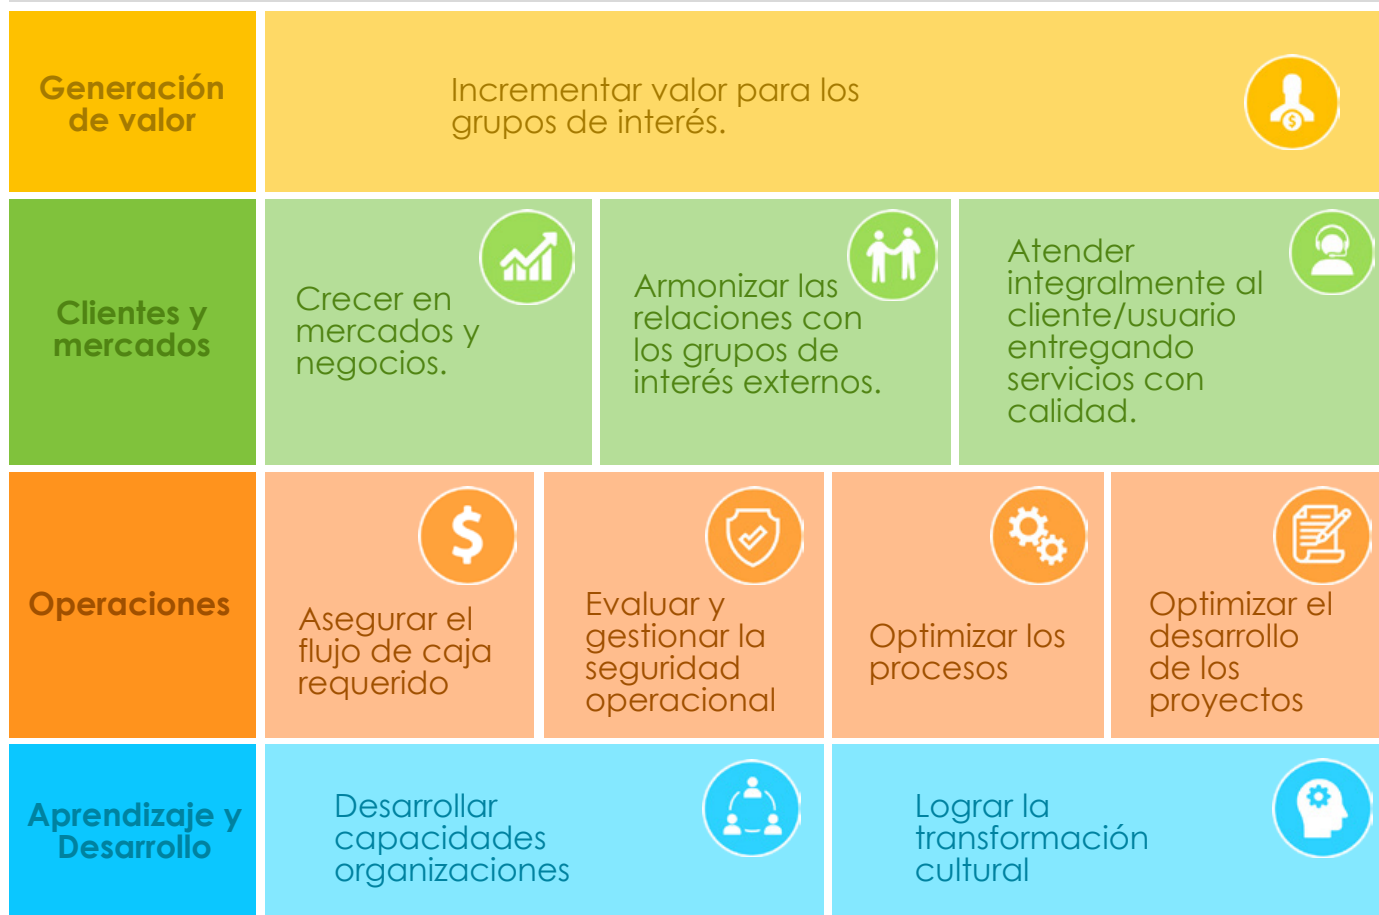 Generación
de valor
Incrementar valor para los
grupos de interés.
Clientes y
mercados
Crecer en
mercados y
negocios.
Armonizar las
relaciones con
los grupos de
interés externos.
Atender
integralmente al
cliente/usuario
entregando
servicios con
calidad.
Operaciones
$
Asegurar el
flujo de caja
requerido
Evaluar y
gestionar la
seguridad
operacional
Optimizar los
procesos
Optimizar el
desarrollo
de los
proyectos
Aprendizaje y
Desarrollo
Desarrollar
capacidades
organizaciones
Lograr la
transformación
cultural